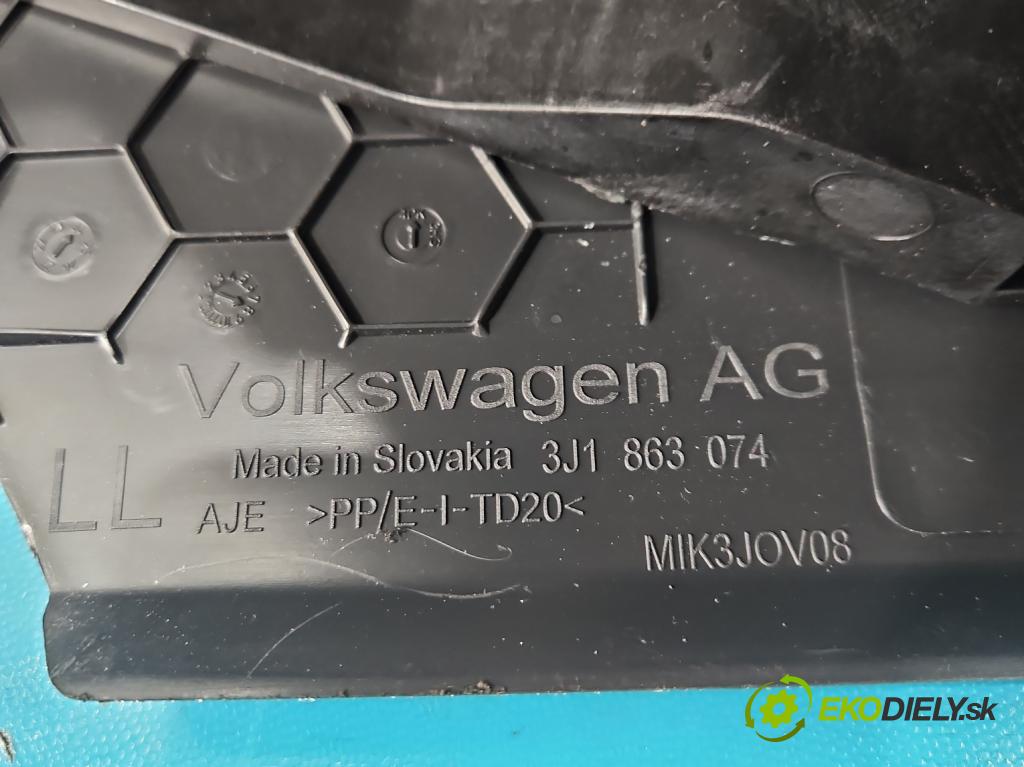 Volkswagen AG
Made in Slovakia 3J1 863 074
LL
AJE >PP/E-I-TD20<
MIK3JOV08
EKODIELY.sk